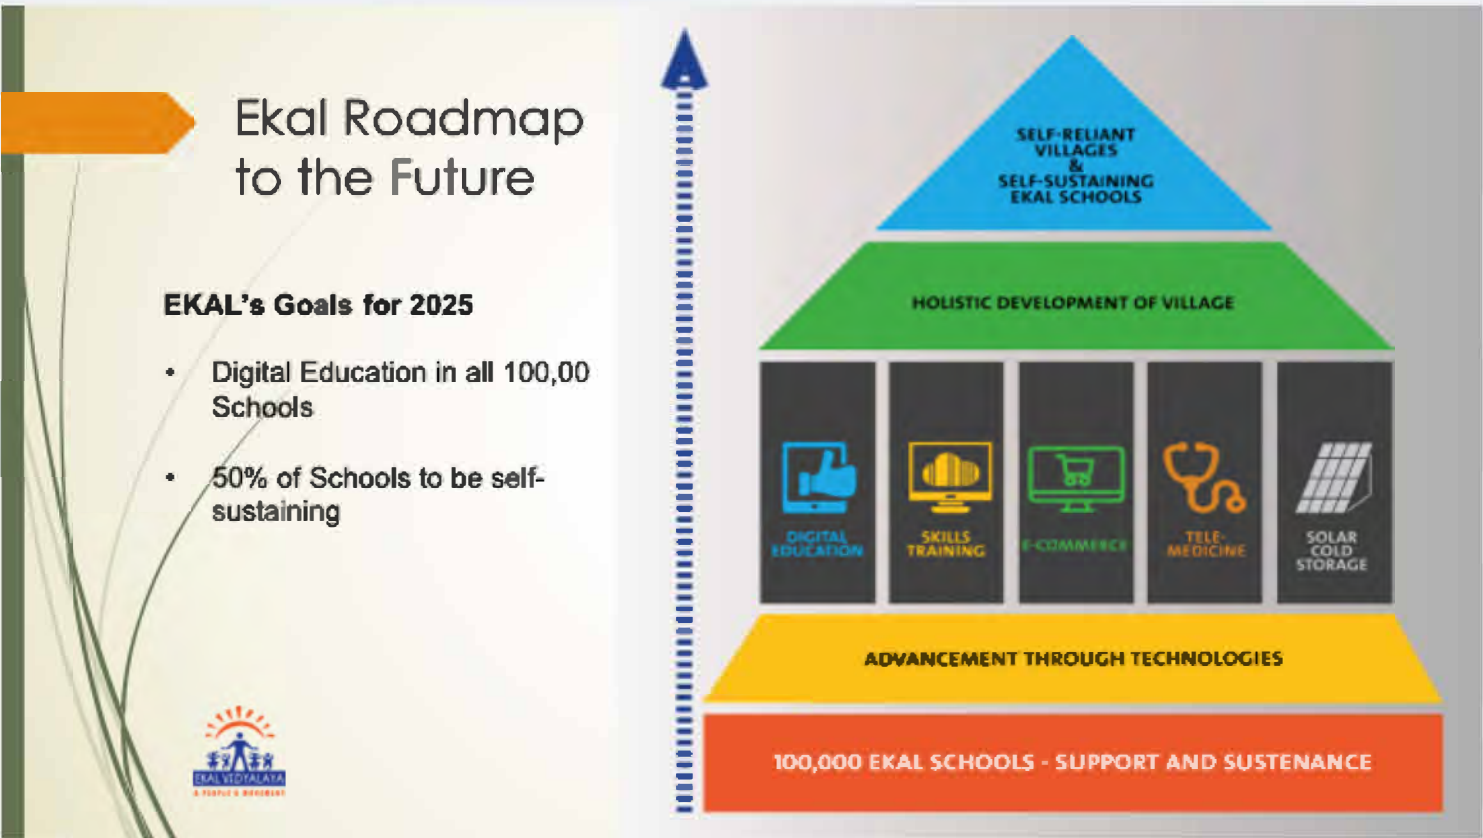 Ekal Roadmap
to the Future
EKAL's Goals for 2025
• Digital Education in all 100,00
Schools
• 50% of Schools to be self-
sustaining
EKAL VIDYALAYA
A PEOPLE'S MOVEMENT
SELF-RELIANT
VILLAGES
&
SELF-SUSTAINING
EKAL SCHOOLS
HOLISTIC DEVELOPMENT OF VILLAGE
DIGITAL
EDUCATION
SKILLS
TRAINING
E-COMMERCE
TELE-
MEDICINE
SOLAR
COLD
STORAGE
ADVANCEMENT THROUGH TECHNOLOGIES
100,000 EKAL SCHOOLS - SUPPORT AND SUSTENANCE